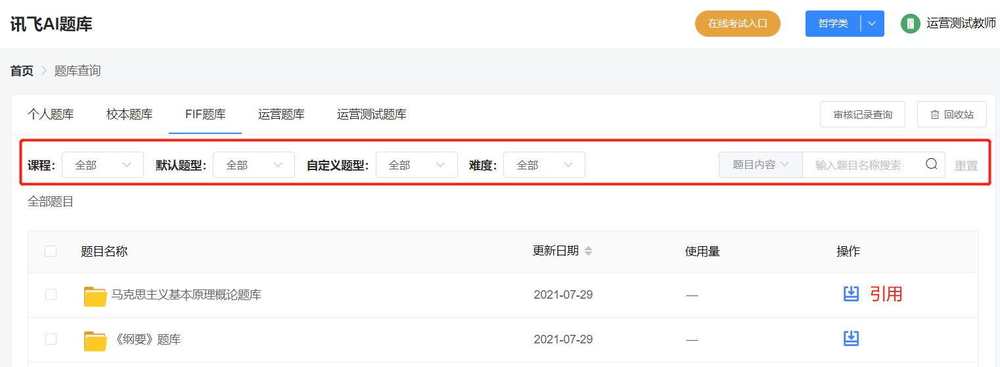 讯飞AI题库 在线考试入口 哲学类 运营测试教师
首页 > 题库查询
个人题库 校本题库 FIF题库 运营题库 运营测试题库 审核记录查询 回收站
课程： 全部 默认题型： 全部 自定义题型： 全部 难度： 全部 题目内容 输入题目名称搜索 重置
全部题目
题目名称 更新日期 使用量 操作
马克思主义基本原理概论题库 2021-07-29 — 引用
《纲要》题库 2021-07-29 —